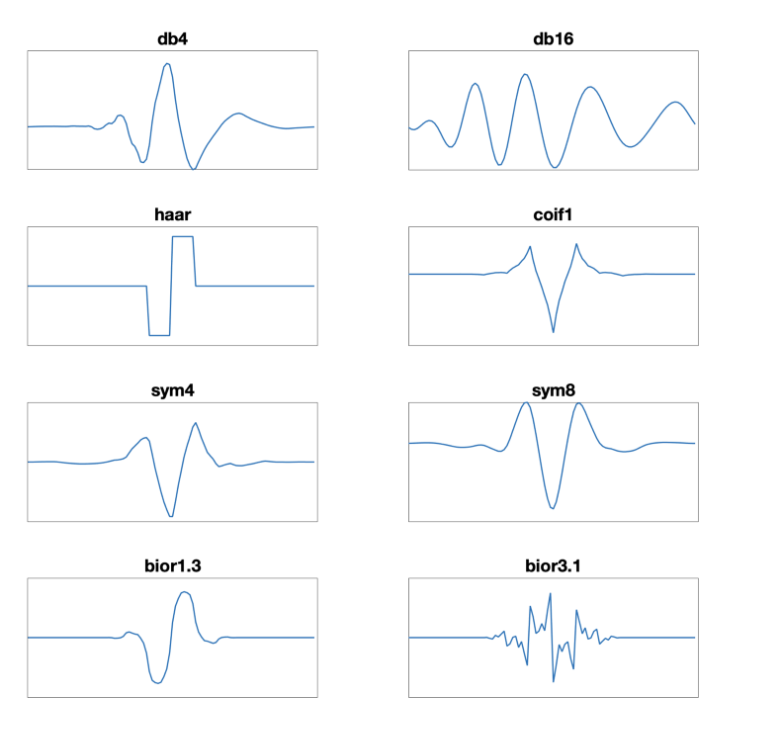 db4
db16
haar
coif1
sym4
sym8
bior1.3
bior3.1